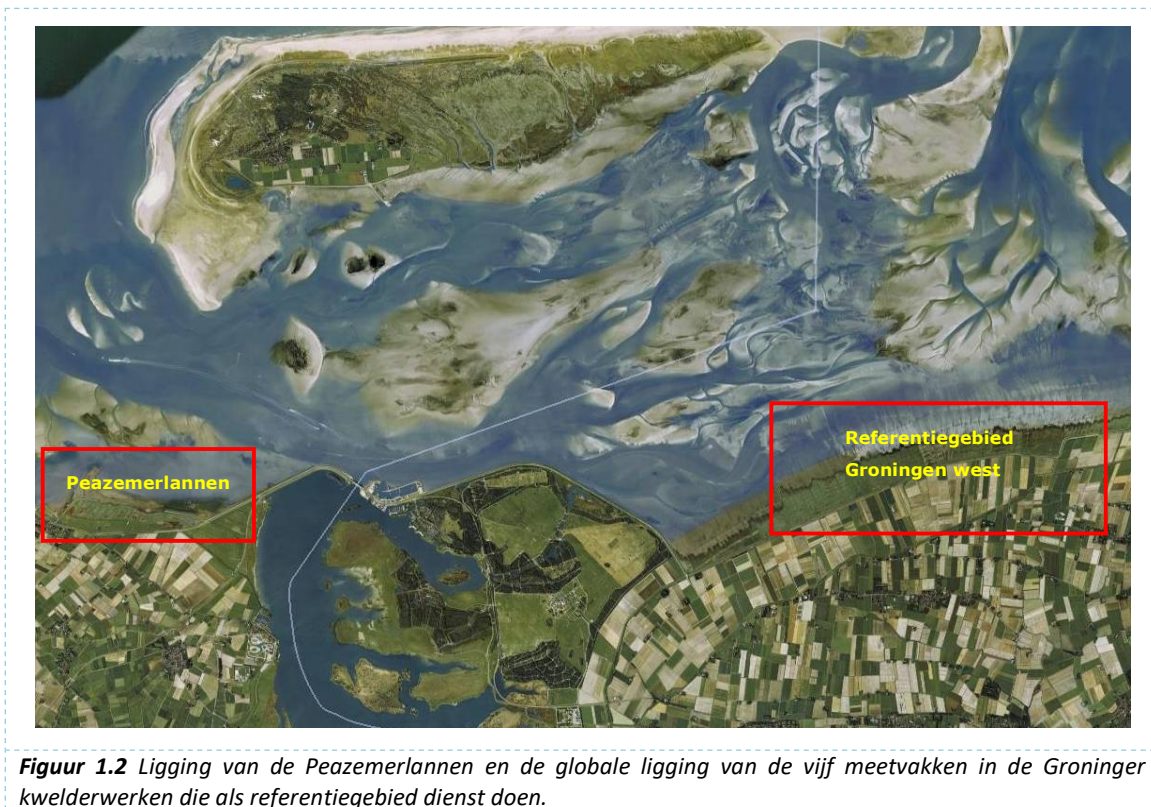 Peazemerlannen
Referentiegebied
Groningen west
Figuur 1.2 Ligging van de Peazemerlannen en de globale ligging van de vijf meetvakken in de Groninger
kwelderwerken die als referentiegebied dienst doen.